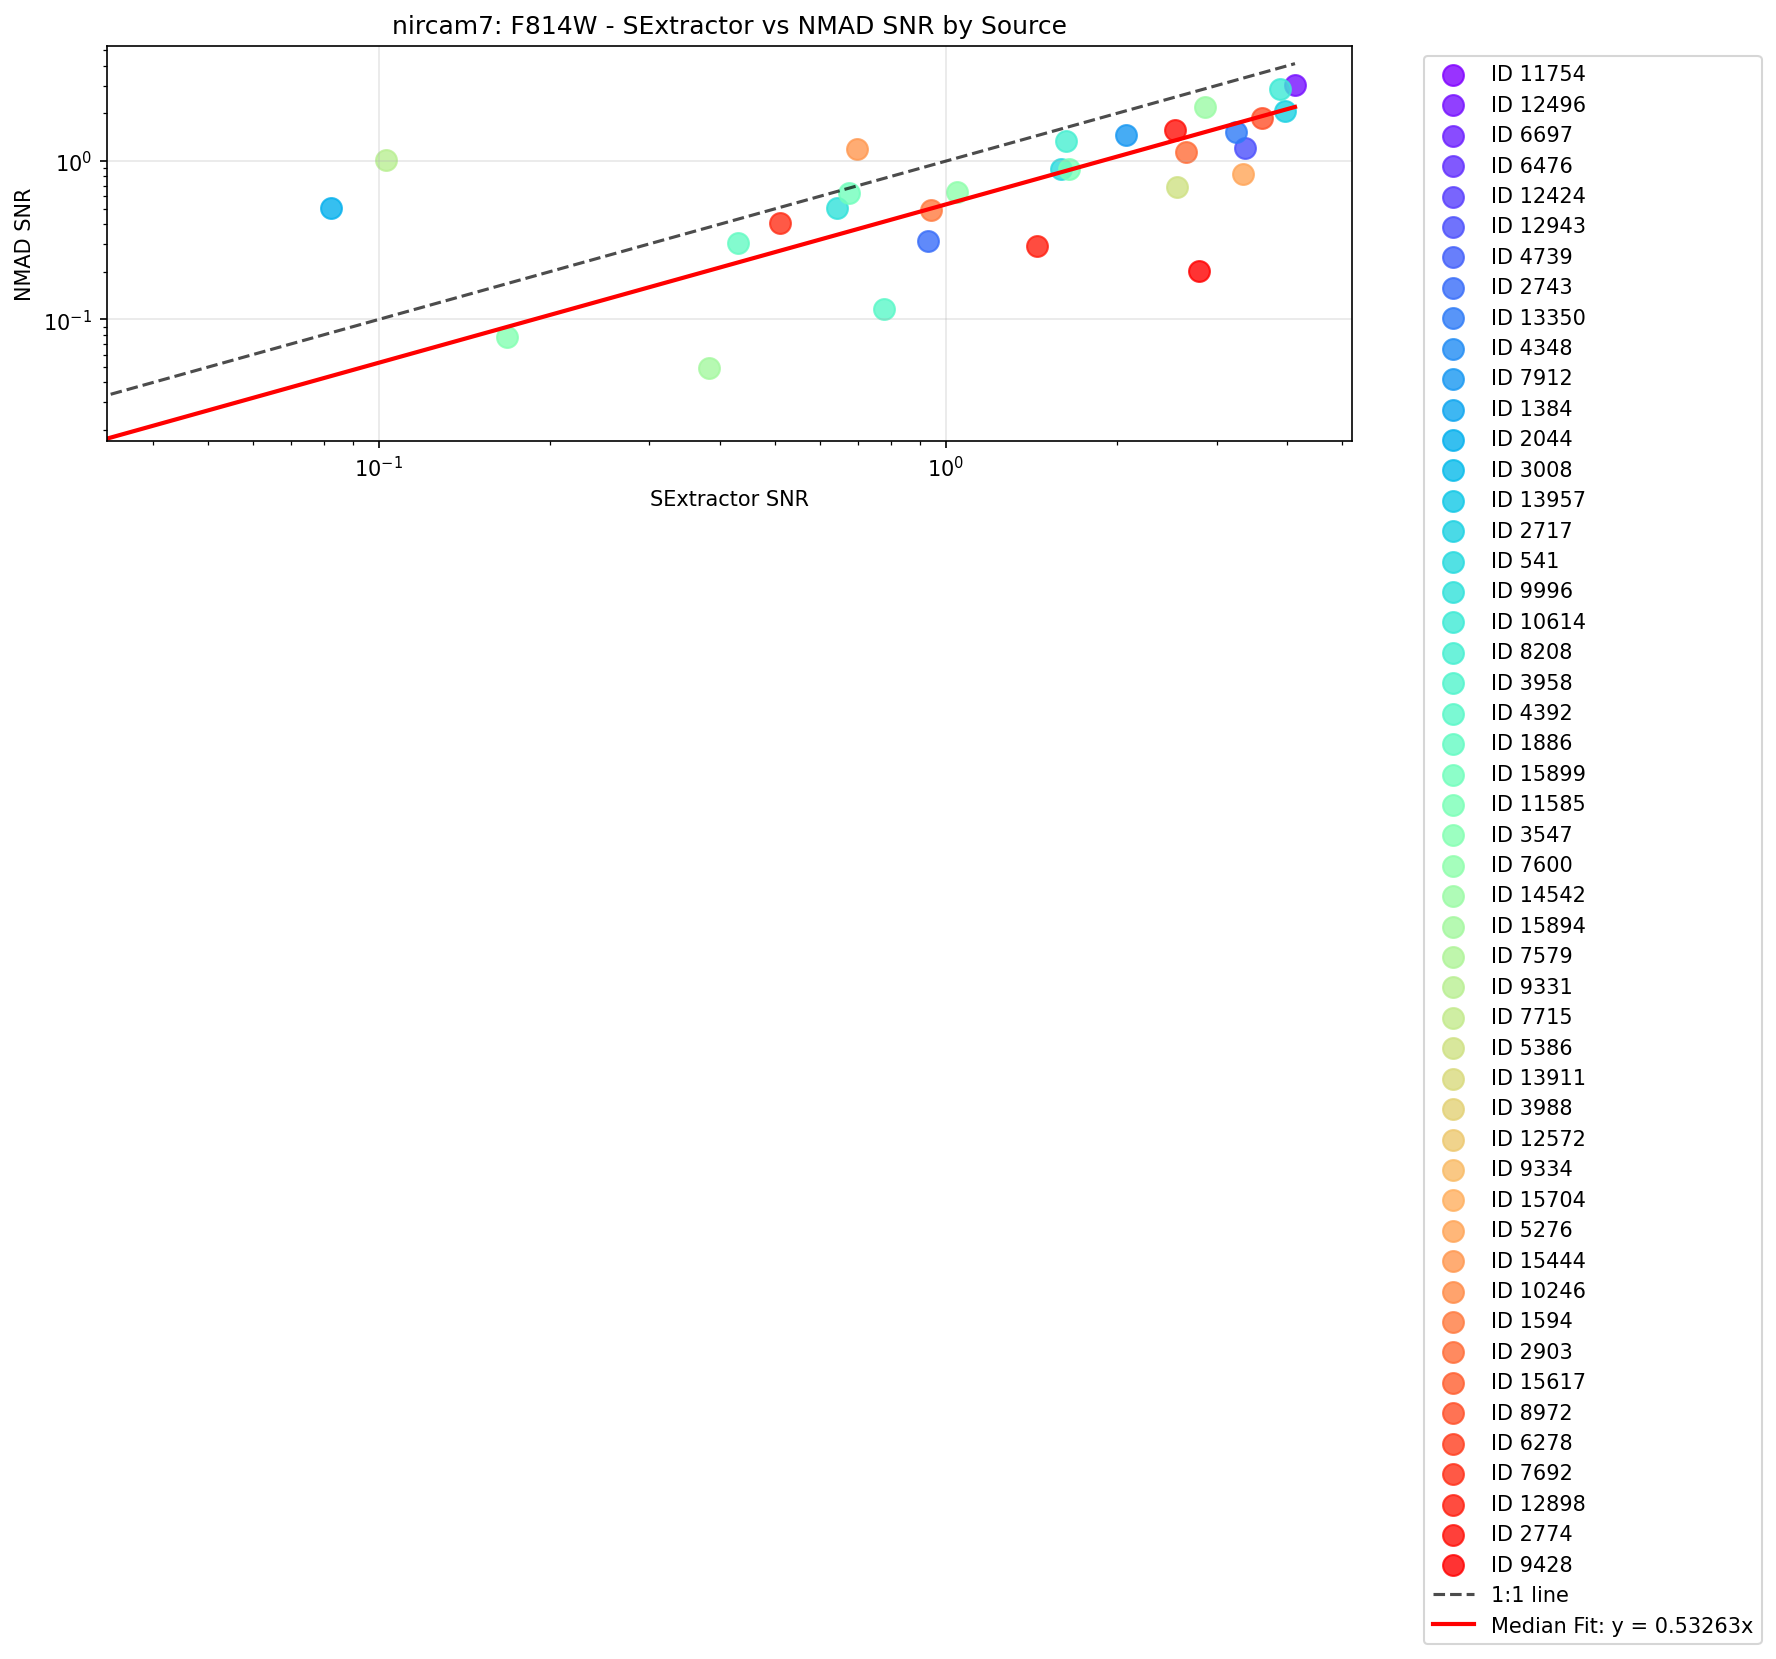 nircam7: F814W - SExtractor vs NMAD SNR by Source
NMAD SNR
10⁰
10⁻¹
10⁻¹
10⁰
SExtractor SNR
ID 11754
ID 12496
ID 6697
ID 6476
ID 12424
ID 12943
ID 4739
ID 2743
ID 13350
ID 4348
ID 7912
ID 1384
ID 2044
ID 3008
ID 13957
ID 2717
ID 541
ID 9996
ID 10614
ID 8208
ID 3958
ID 4392
ID 1886
ID 15899
ID 11585
ID 3547
ID 7600
ID 14542
ID 15894
ID 7579
ID 9331
ID 7715
ID 5386
ID 13911
ID 3988
ID 12572
ID 9334
ID 15704
ID 5276
ID 15444
ID 10246
ID 1594
ID 2903
ID 15617
ID 8972
ID 6278
ID 7692
ID 12898
ID 2774
ID 9428
1:1 line
Median Fit: y = 0.53263x